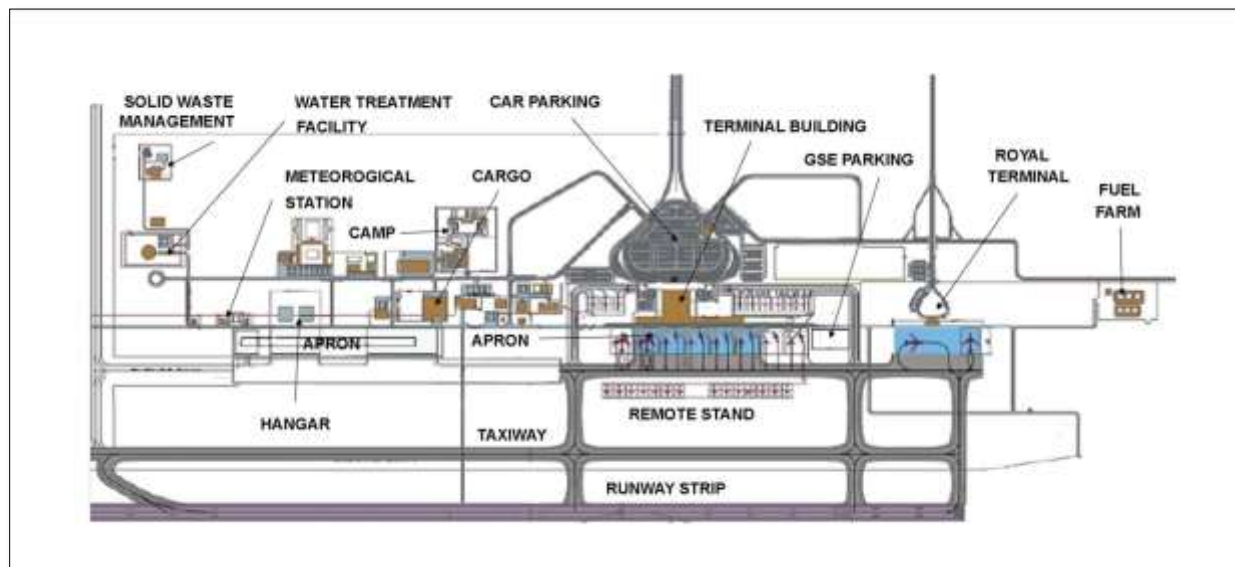 SOLID WASTE
MANAGEMENT
WATER TREATMENT
FACILITY
CAR PARKING
TERMINAL BUILDING
GSE PARKING
ROYAL
TERMINAL
FUEL
FARM
METEOROGICAL
STATION
CARGO
CAMP
APRON
APRON
HANGAR
REMOTE STAND
TAXIWAY
RUNWAY STRIP